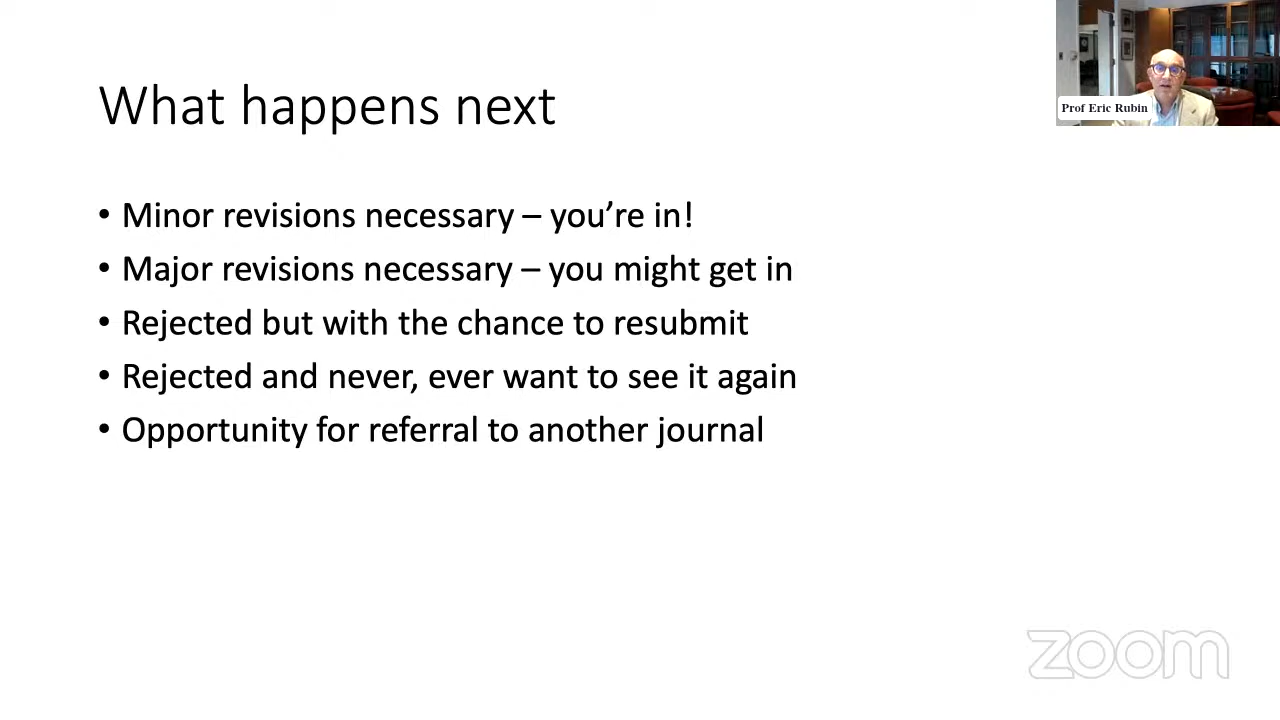 What happens next
Prof Eric Rubin
• Minor revisions necessary – you’re in!
• Major revisions necessary – you might get in
• Rejected but with the chance to resubmit
• Rejected and never, ever want to see it again
• Opportunity for referral to another journal
zoom